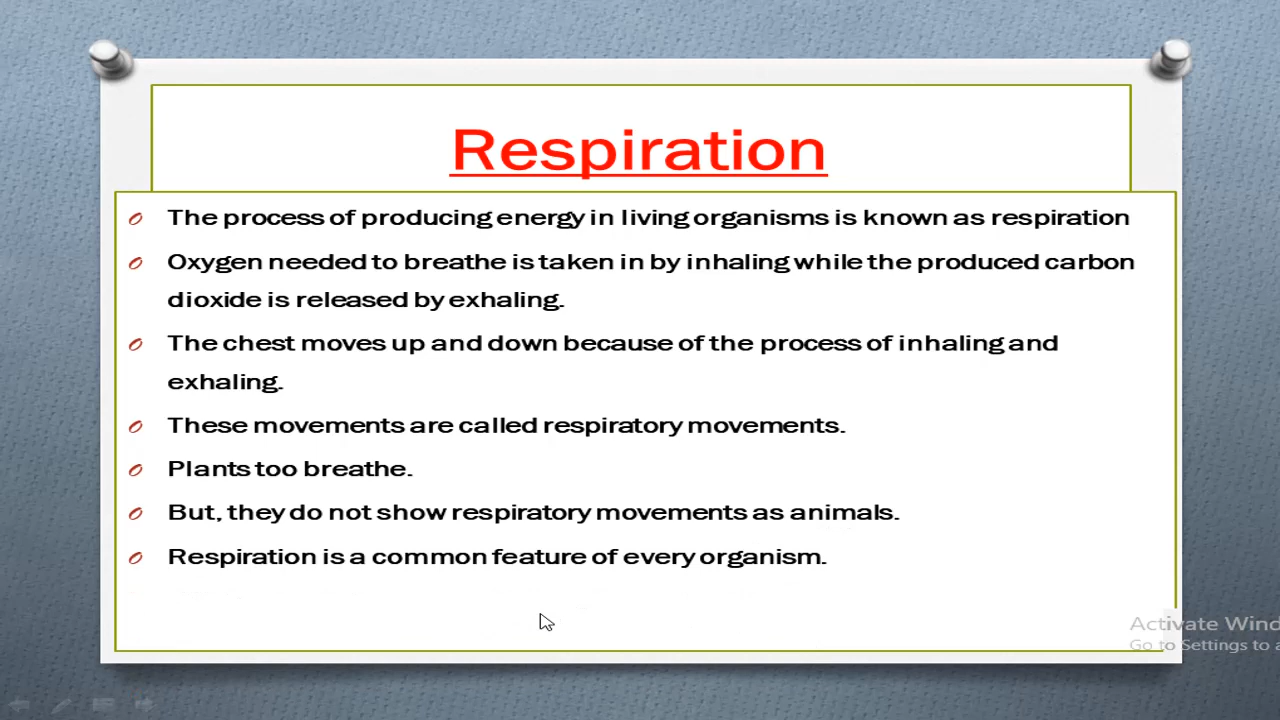 Respiration
The process of producing energy in living organisms is known as respiration
Oxygen needed to breathe is taken in by inhaling while the produced carbon
dioxide is released by exhaling.
The chest moves up and down because of the process of inhaling and
exhaling.
These movements are called respiratory movements.
Plants too breathe.
But, they do not show respiratory movements as animals.
Respiration is a common feature of every organism.
Activate Wind
Go to Settings to a